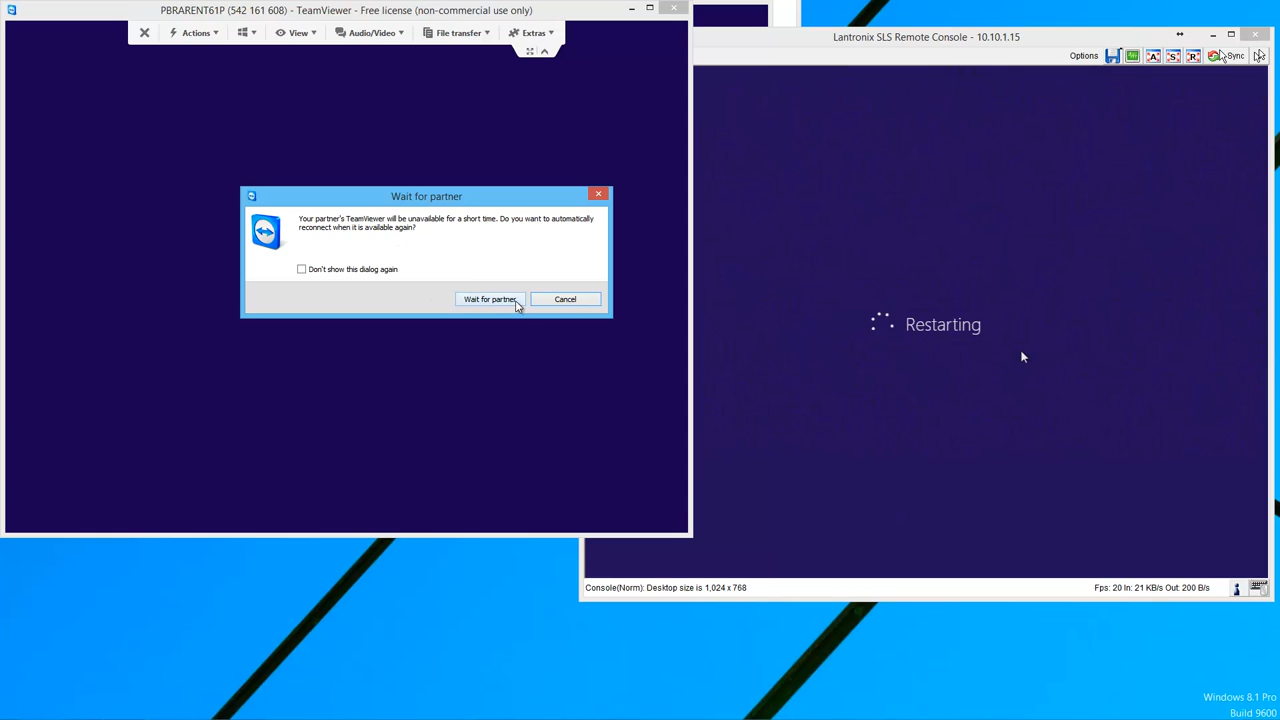 PBRARENT61P (542 161 608) - TeamViewer - Free license (non-commercial use only)
Actions
View
Audio/Video
File transfer
Extras
Wait for partner
Your partner's TeamViewer will be unavailable for a short time. Do you want to automatically
reconnect when it is available again?
Don't show this dialog again
Wait for partner
Cancel
Lantronix SLS Remote Console - 10.10.1.15
Options
A
S
R
Sync
Restarting
Console(Norm): Desktop size is 1,024 x 768
Fps: 20 In: 21 KB/s Out: 200 B/s
Windows 8.1 Pro
Build 9600